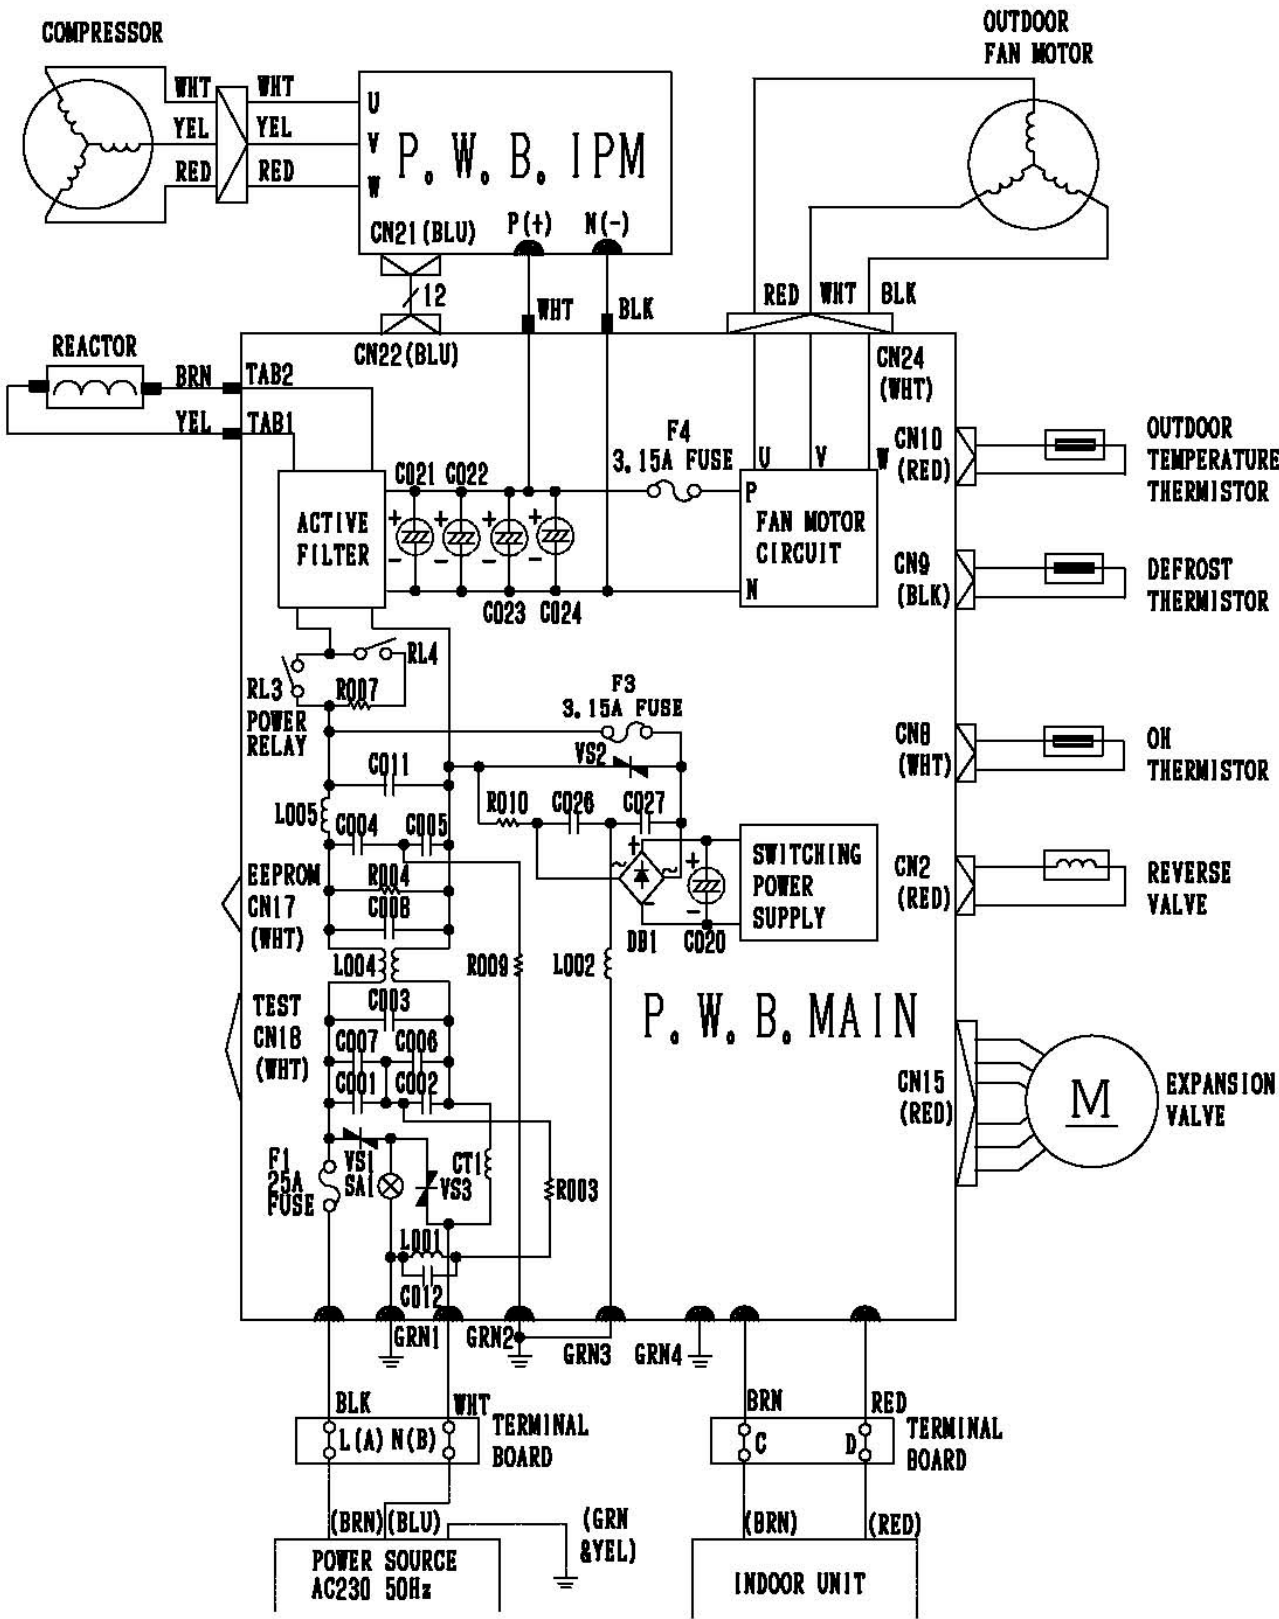 COMPRESSOR
OUTDOOR
FAN MOTOR
WHT WHT
YEL YEL
RED RED
U
V
W
P.W.B. IPM
CN21(BLU)
P(+)
N(-)
12
WHT
BLK
RED
WHT
BLK
REACTOR
BRN
TAB2
YEL
TAB1
CN22(BLU)
CN24
(WHT)
F4
3.15A FUSE
U
V
W
CN10
(RED)
OUTDOOR
TEMPERATURE
THERMISTOR
C021 C022
+ + + +
- - - -
C023 C024
ACTIVE
FILTER
P
FAN MOTOR
CIRCUIT
N
CN9
(BLK)
DEFROST
THERMISTOR
RL4
RL3
POWER
RELAY
R007
F3
3.15A FUSE
VS2
CN8
(WHT)
OH
THERMISTOR
C011
L005
C004 C005
R010 C026 C027
+
~ ~
-
DB1
+
-
C020
SWITCHING
POWER
SUPPLY
CN2
(RED)
REVERSE
VALVE
EEPROM
CN17
(WHT)
R004
C008
L004
R009
L002
TEST
CN18
(WHT)
C003
C007 C006
C001 C002
P.W.B.MAIN
CN15
(RED)
M
EXPANSION
VALVE
F1
25A
FUSE
VS1
SA1
VS3
CT1
R003
L001
C012
GRN1
GRN2
GRN3
GRN4
BLK
WHT
BRN
RED
L(A) N(B)
TERMINAL
BOARD
C
D
TERMINAL
BOARD
(BRN)(BLU)
(GRN
&YEL)
(BRN)
(RED)
POWER SOURCE
AC230 50Hz
INDOOR UNIT